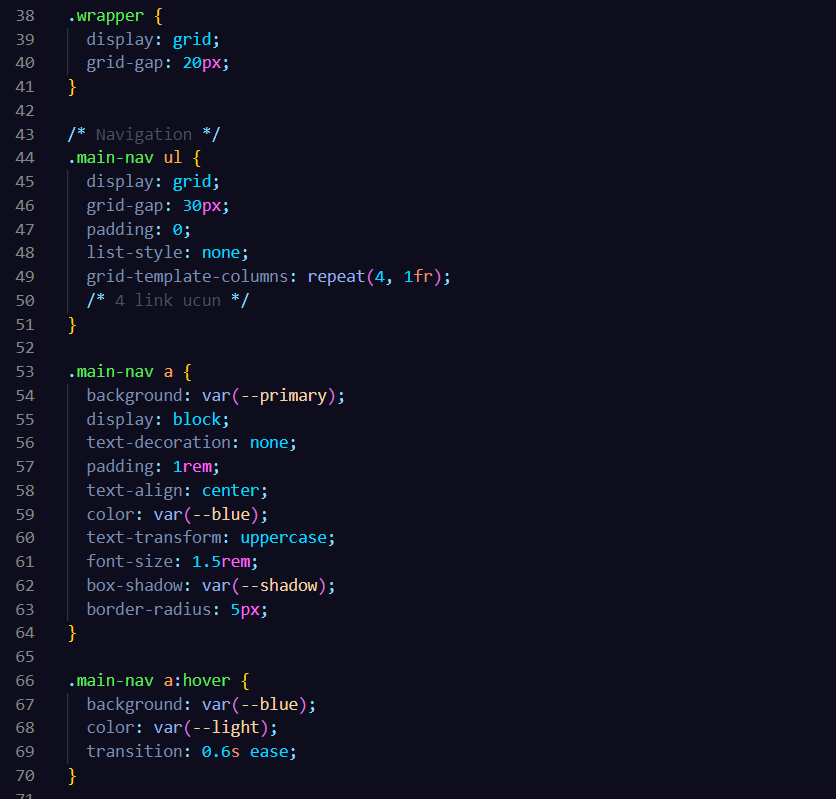 38 .wrapper {
39 display: grid;
40 grid-gap: 20px;
41 }
42
43 /* Navigation */
44 .main-nav ul {
45 display: grid;
46 grid-gap: 30px;
47 padding: 0;
48 list-style: none;
49 grid-template-columns: repeat(4, 1fr);
50 /* 4 link ucun */
51 }
52
53 .main-nav a {
54 background: var(--primary);
55 display: block;
56 text-decoration: none;
57 padding: 1rem;
58 text-align: center;
59 color: var(--blue);
60 text-transform: uppercase;
61 font-size: 1.5rem;
62 box-shadow: var(--shadow);
63 border-radius: 5px;
64 }
65
66 .main-nav a:hover {
67 background: var(--blue);
68 color: var(--light);
69 transition: 0.6s ease;
70 }
71